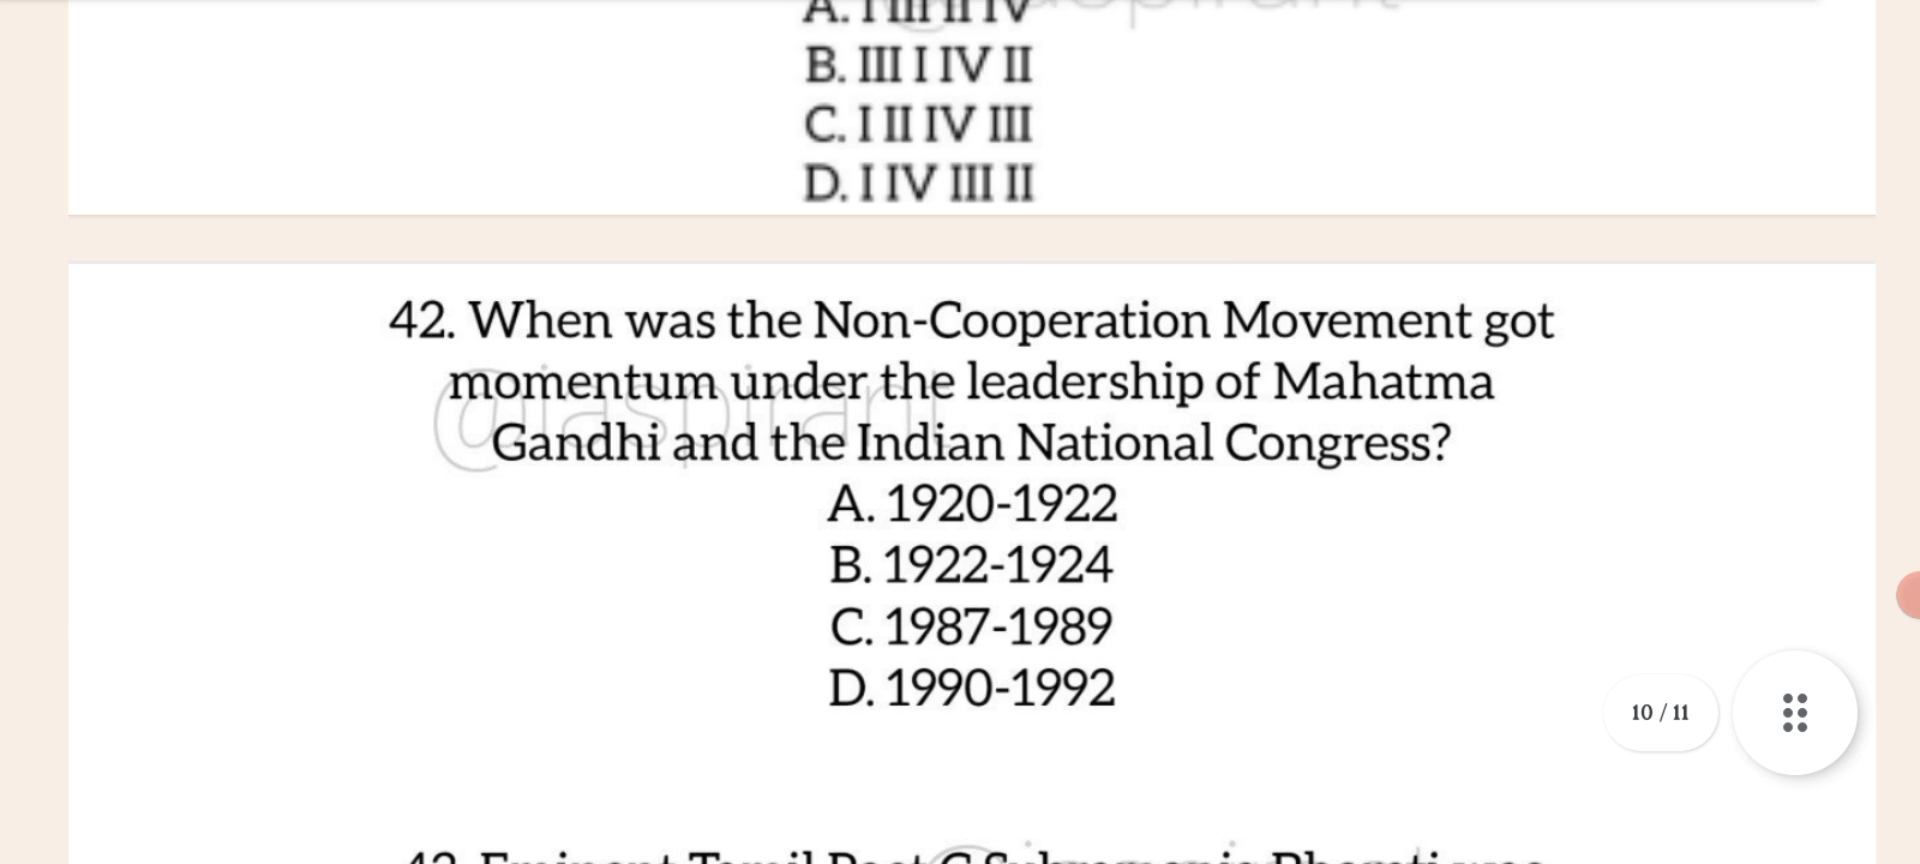 B. III I IV II
C. I II IV III
D. I IV III II
42. When was the Non-Cooperation Movement got
momentum under the leadership of Mahatma
@iaspirant
Gandhi and the Indian National Congress?
A. 1920-1922
B. 1922-1924
C. 1987-1989
D. 1990-1992
10 / 11